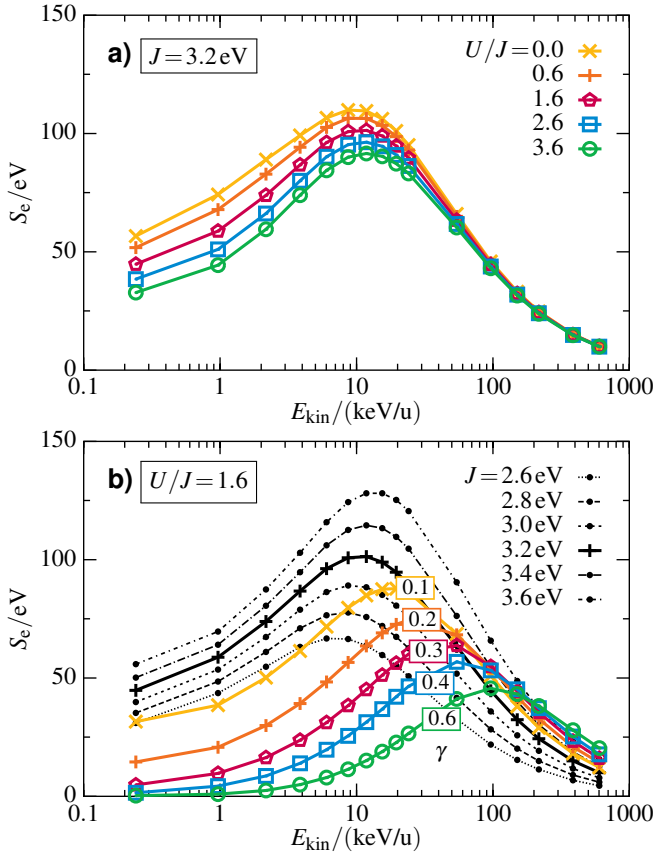 150
a) J = 3.2 eV
U/J = 0.0
0.6
1.6
2.6
3.6
100
50
0
Sₑ/eV
0.1 1 10 100 1000
E_kin/(keV/u)
150
b) U/J = 1.6
J = 2.6 eV
2.8 eV
3.0 eV
3.2 eV
3.4 eV
3.6 eV
100
50
0
Sₑ/eV
0.1
0.2
0.3
0.4
0.6
γ
0.1 1 10 100 1000
E_kin/(keV/u)